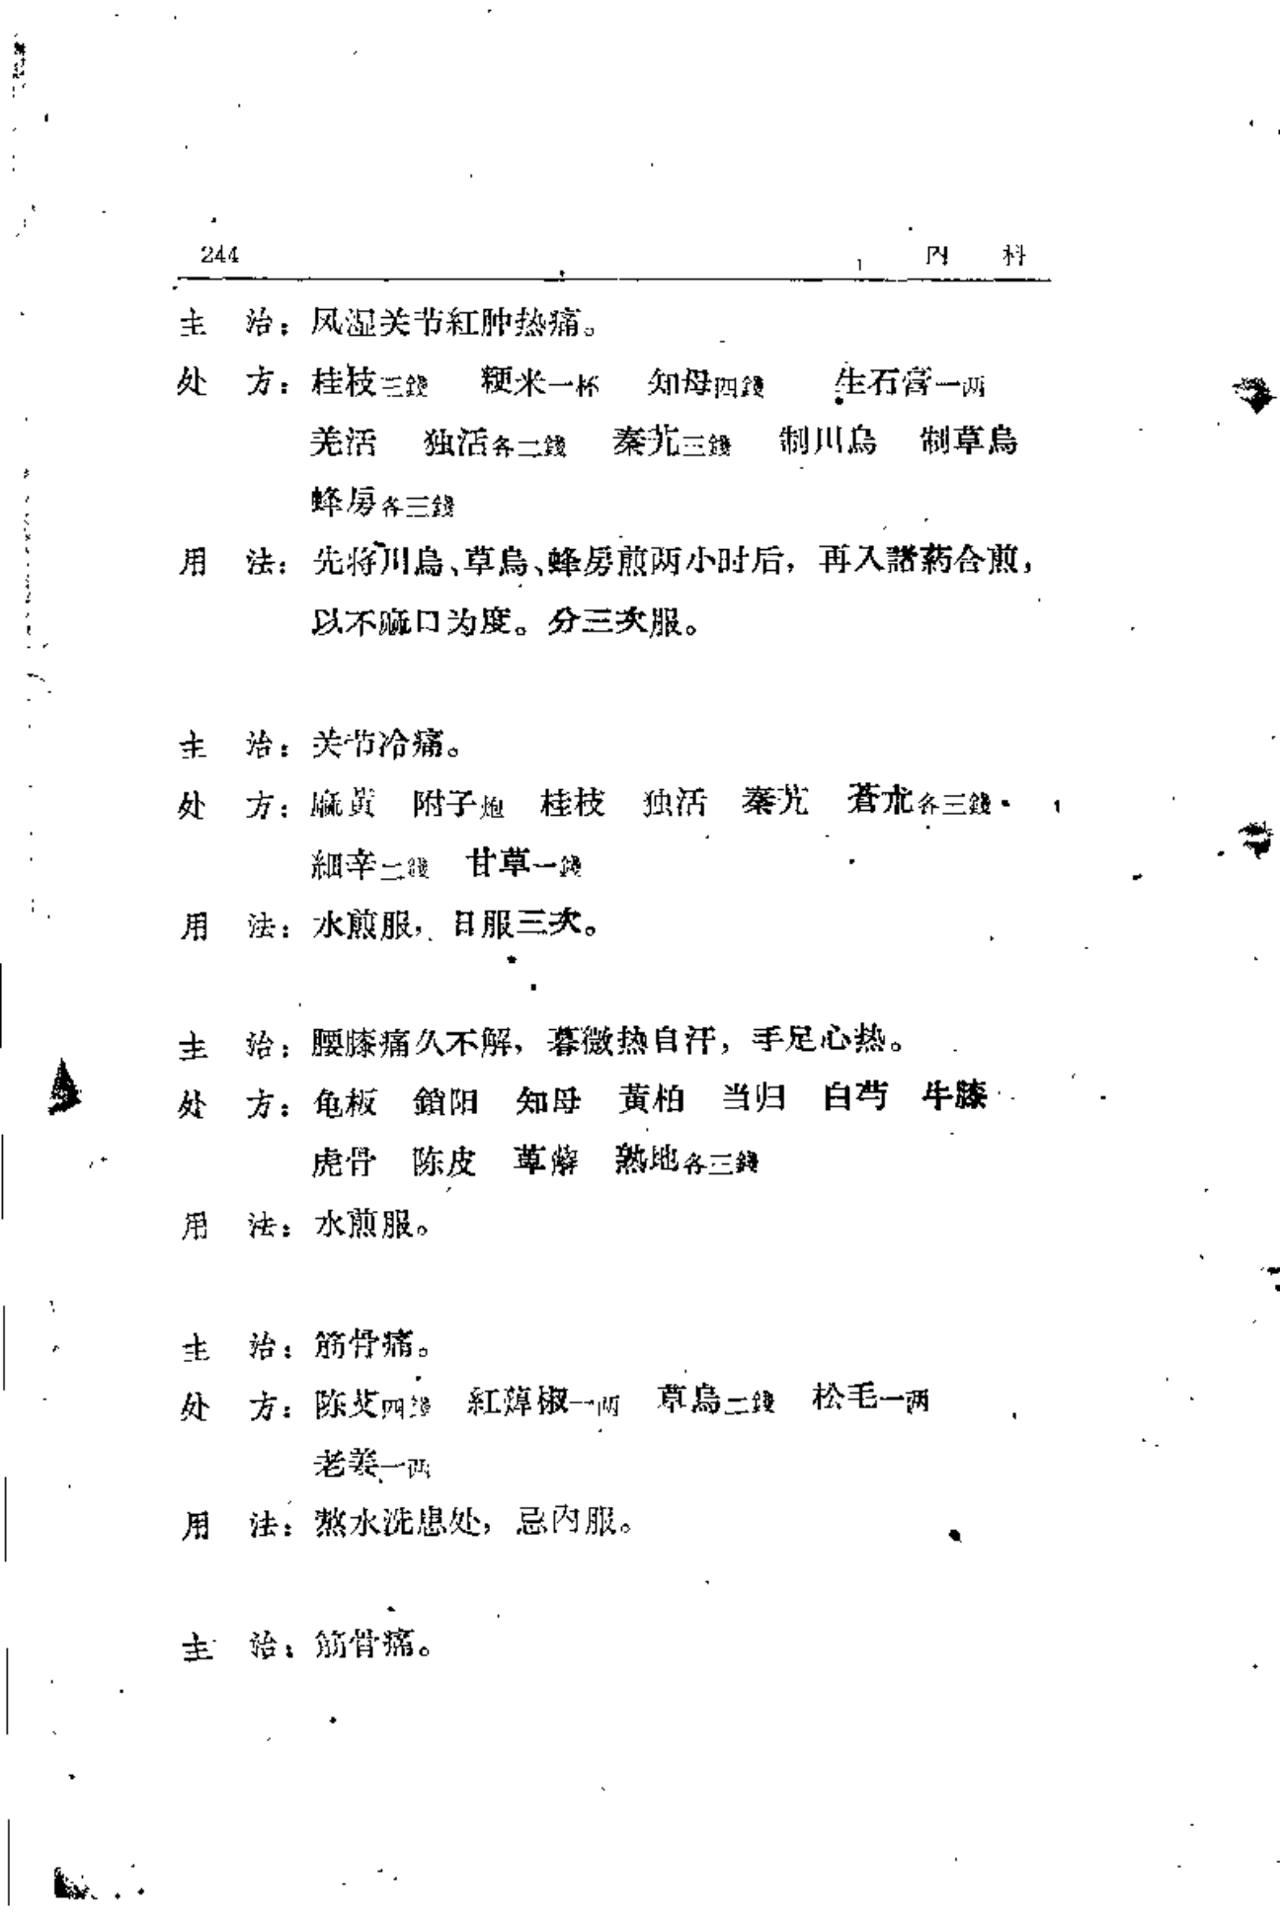 244 内 科
主 治：风湿关节紅肿热痛。
处 方：桂枝三錢 粳米一杯 知母四錢 生石膏一两
羌活 独活各二錢 秦艽三錢 制川烏 制草烏
蜂房各三錢
用 法：先将川烏、草烏、蜂房煎两小时后，再入諸葯合煎，
以不麻口为度。分三次服。
主 治：关节冷痛。
处 方：麻黄 附子炮 桂枝 独活 秦艽 蒼朮各三錢
細辛二錢 甘草一錢
用 法：水煎服，日服三次。
主 治：腰膝痛久不解，暮微热自汗，手足心热。
处 方：龟板 鎖阳 知母 黄柏 当归 白芍 牛膝
虎骨 陈皮 萆薢 熟地各三錢
用 法：水煎服。
主 治：筋骨痛。
处 方：陈艾四錢 紅辣椒一两 草烏二錢 松毛一两
老姜一两
用 法：熬水洗患处，忌内服。
主 治：筋骨痛。